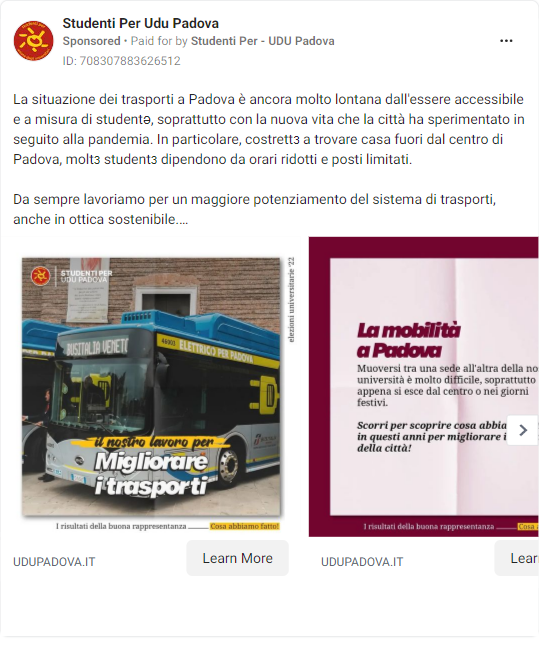 Studenti Per Udu Padova
Sponsored • Paid for by Studenti Per - UDU Padova
ID: 708307883626512
La situazione dei trasporti a Padova è ancora molto lontana dall'essere accessibile
e a misura di studentə, soprattutto con la nuova vita che la città ha sperimentato in
seguito alla pandemia. In particolare, costrettɜ a trovare casa fuori dal centro di
Padova, moltɜ studentɜ dipendono da orari ridotti e posti limitati.
Da sempre lavoriamo per un maggiore potenziamento del sistema di trasporti,
anche in ottica sostenibile....
STUDENTI PER
UDU PADOVA
elezioni universitarie '22
BUSITALIA VENETO
ELETTRICI PER PADOVA
il nostro lavoro per
Migliorare
i trasporti
I risultati della buona rappresentanza
Cosa abbiamo fatto!
UDUPADOVA.IT
Learn More
La mobilità
a Padova
Muoversi tra una sede all'altra della no
università è molto difficile, soprattutto
appena si esce dal centro o nei giorni
festivi.
Scorri per scoprire cosa abbia
in questi anni per migliorare i
della città!
I risultati della buona rappresentanza
Cosa a
UDUPADOVA.IT
Lear